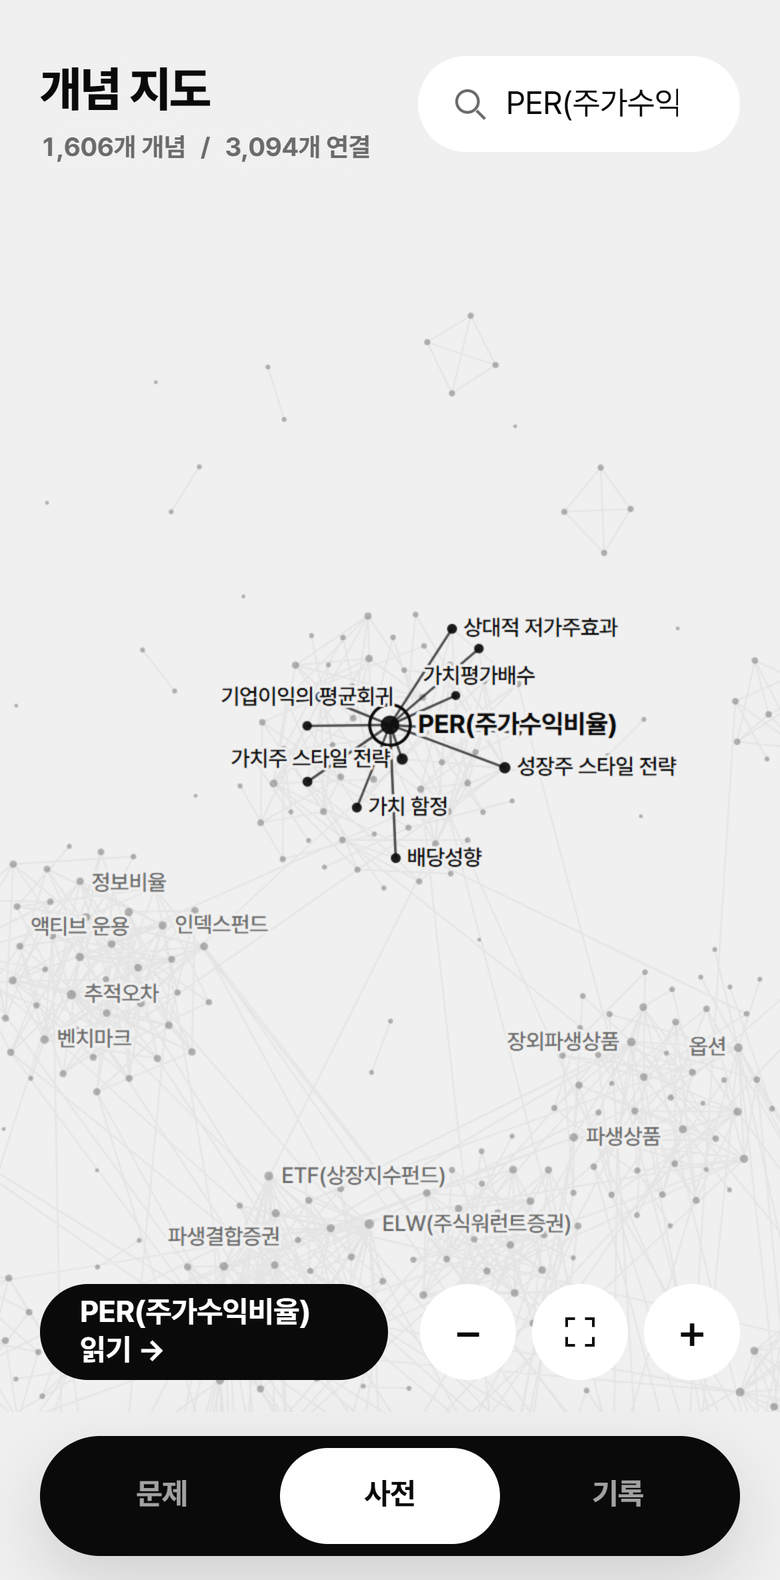 개념 지도
1,606개 개념 / 3,094개 연결
PER(주가수익
상대적 저가주효과
가치평가배수
기업이익의 평균회귀
PER(주가수익비율)
가치주 스타일 전략
성장주 스타일 전략
가치 함정
배당성향
정보비율
액티브 운용
인덱스펀드
추적오차
벤치마크
장외파생상품
옵션
파생상품
ETF(상장지수펀드)
ELW(주식워런트증권)
파생결합증권
PER(주가수익비율)
읽기 →
문제
사전
기록